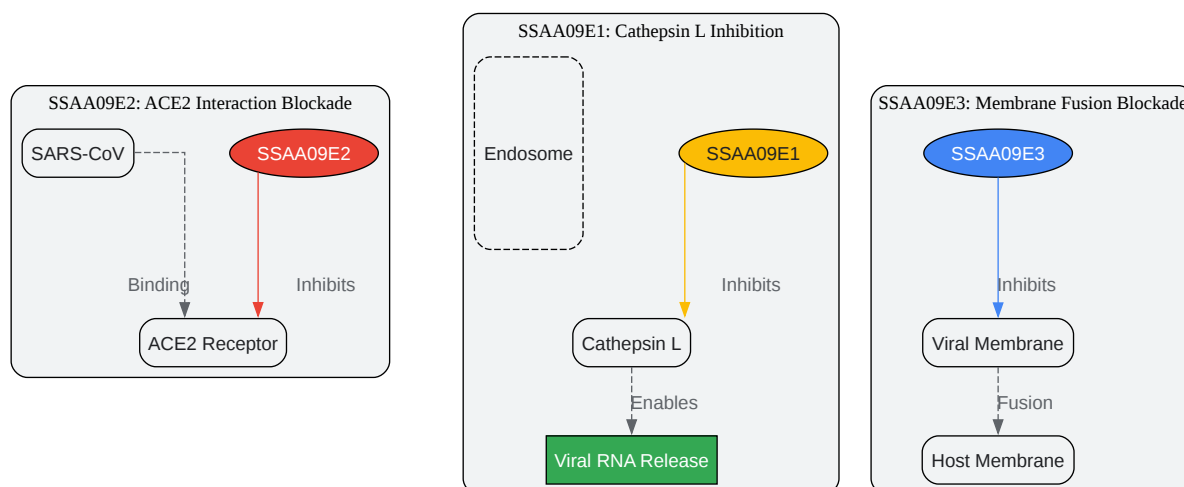 SSAA09E2: ACE2 Interaction Blockade
SARS-CoV
SSAA09E2
Binding
Inhibits
ACE2 Receptor
SSAA09E1: Cathepsin L Inhibition
Endosome
SSAA09E1
Inhibits
Cathepsin L
Enables
Viral RNA Release
SSAA09E3: Membrane Fusion Blockade
SSAA09E3
Inhibits
Viral Membrane
Fusion
Host Membrane